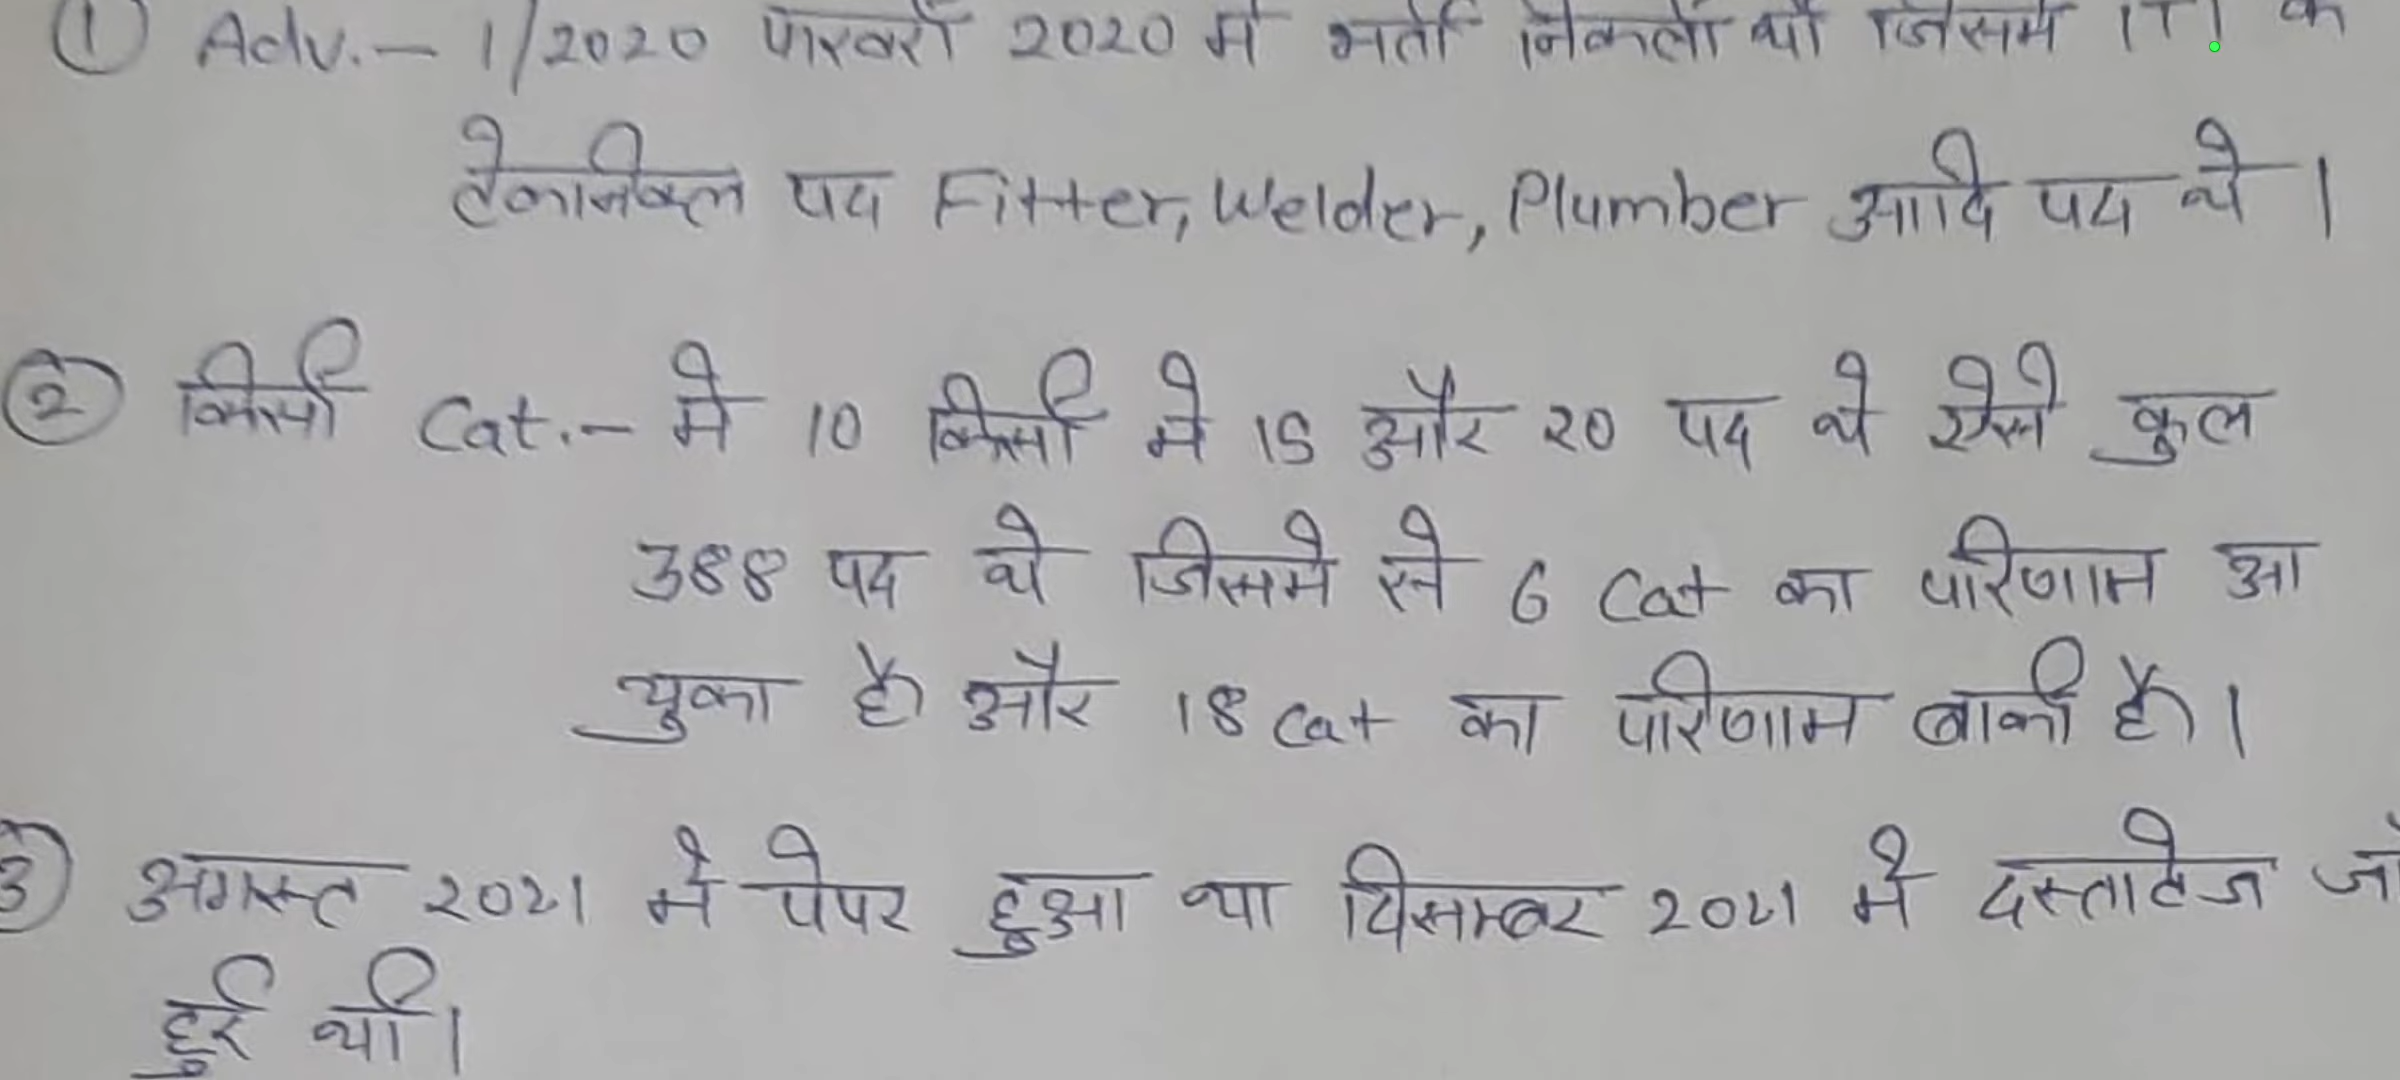 ① Adv.- 1/2020 फरवरी 2020 में भर्ती निकली थी जिसमें ITI के
टेकनिकल पद Fitter, Welder, Plumber आदि पद थे।
② किसी Cat.- मे 10 किसी मे 15 और 20 पद थे ऐसे कुल
388 पद थे जिसमे से 6 Cat का परिणाम आ
चुका है और 18 Cat का परिणाम बाकी है।
③ अगस्त 2021 मे पेपर हुआ था दिसम्बर 2021 मे दस्तावेज
हुई थी।